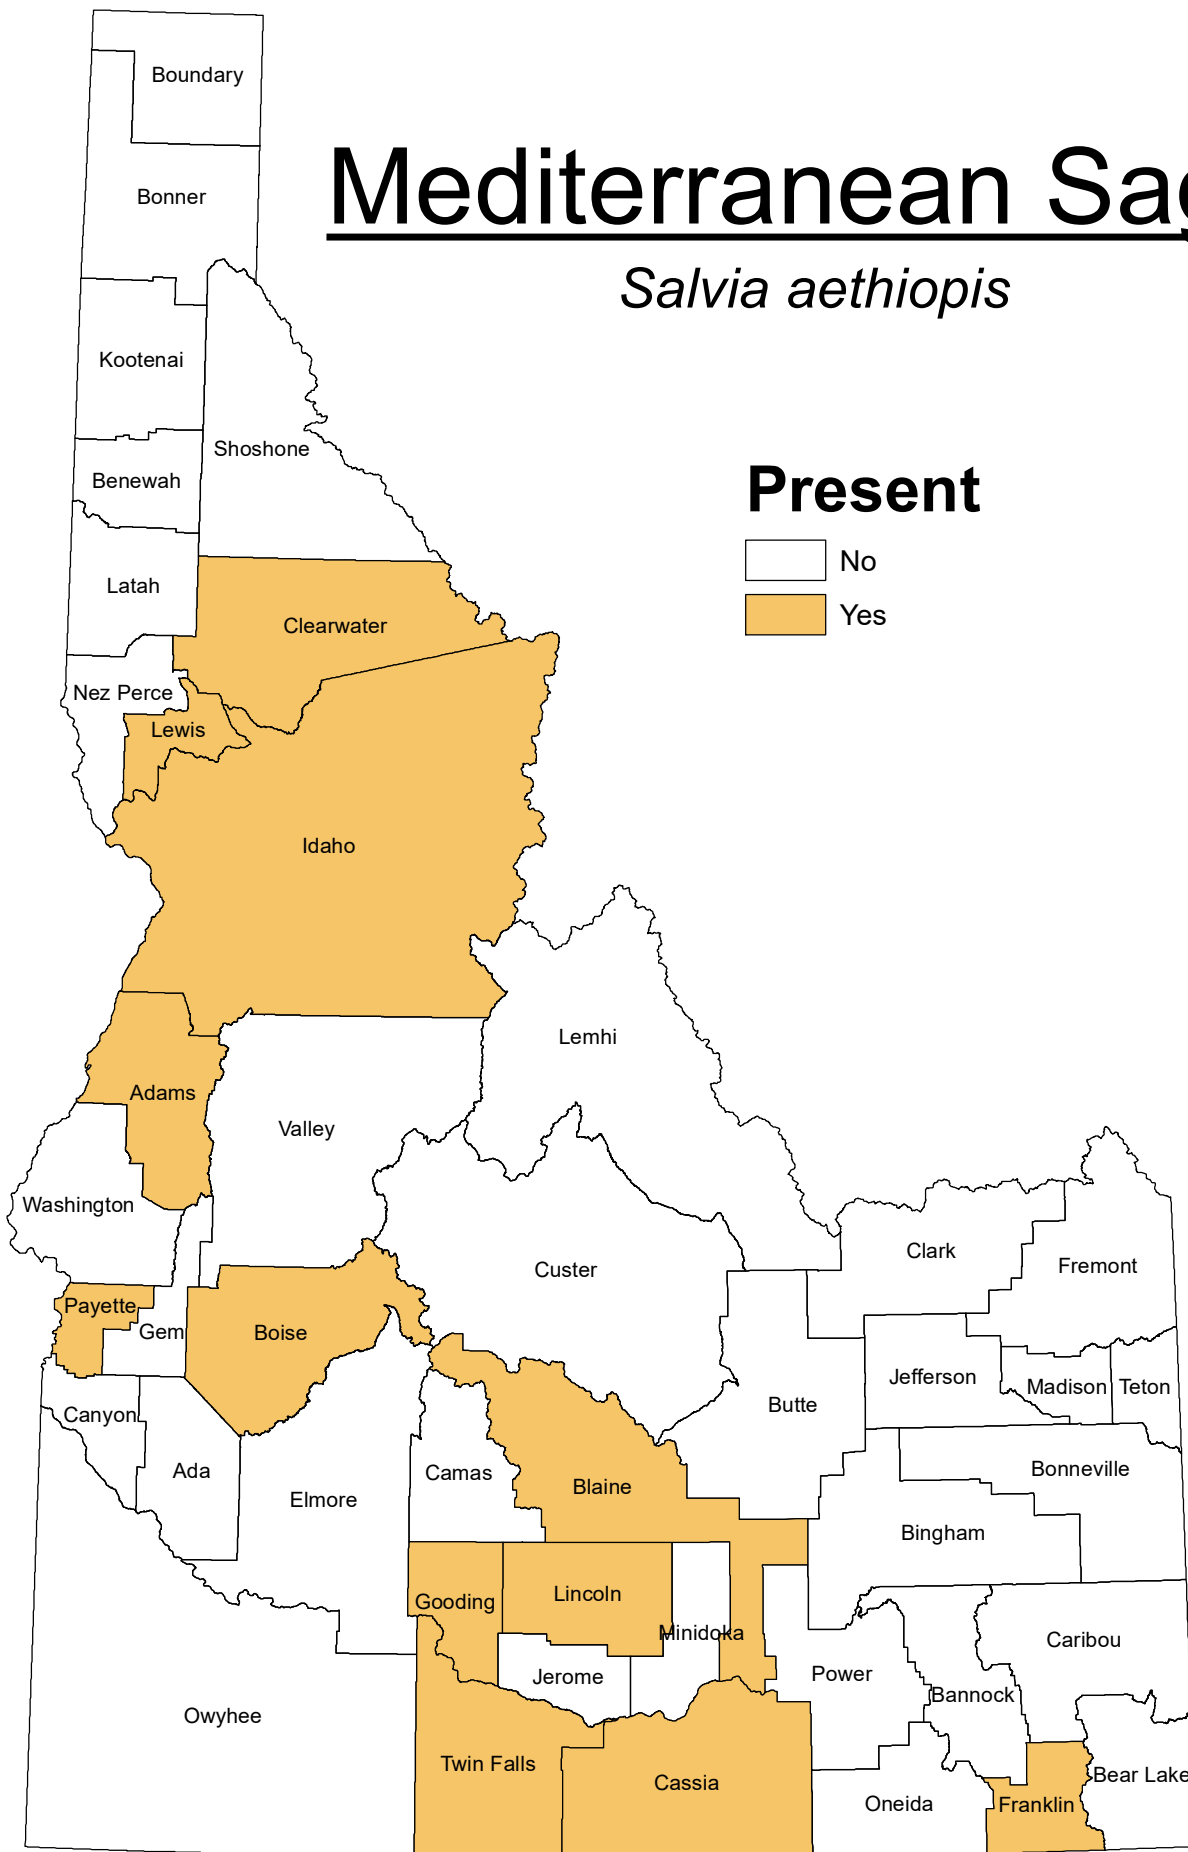 Boundary
Mediterranean Sag
Bonner
Salvia aethiopis
Kootenai
Shoshone
Present
Benewah
No
Latah
Yes
Clearwater
Nez Perce
Lewis
Idaho
Lemhi
Adams
Valley
Washington
Clark
Custer
Fremont
Payette
Gem
Boise
Jefferson
Madison
Teton
Butte
Canyon
Ada
Camas
Bonneville
Blaine
Elmore
Bingham
Gooding
Lincoln
Minidoka
Caribou
Jerome
Power
Bannock
Owyhee
Twin Falls
Cassia
Bear Lake
Oneida
Franklin